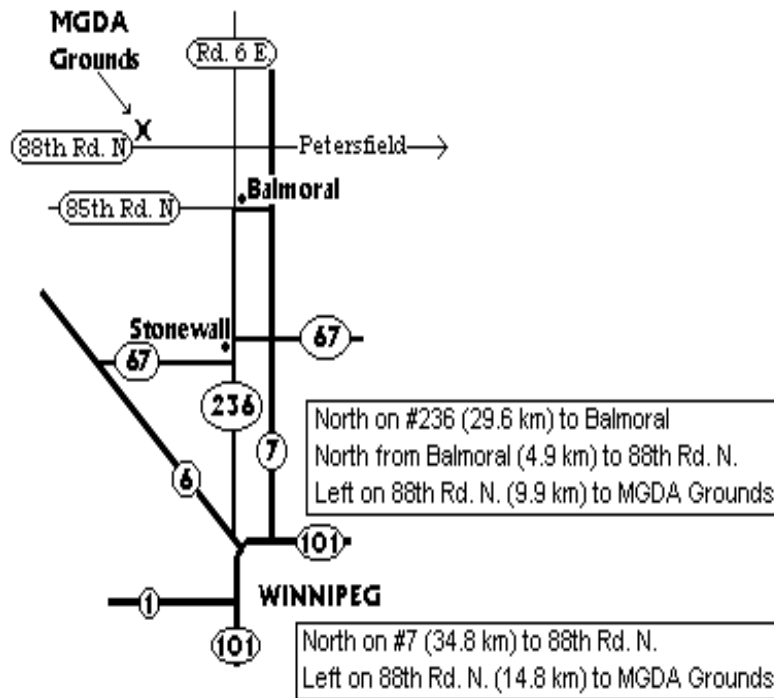 MGDA
Grounds
Rd. 6 E.
X
88th Rd. N
Petersfield
Balmoral
85th Rd. N
Stonewall
67
67
236
North on #236 (29.6 km) to Balmoral
North from Balmoral (4.9 km) to 88th Rd. N.
Left on 88th Rd. N. (9.9 km) to MGDA Grounds
7
6
101
1
WINNIPEG
101
North on #7 (34.8 km) to 88th Rd. N.
Left on 88th Rd. N. (14.8 km) to MGDA Grounds